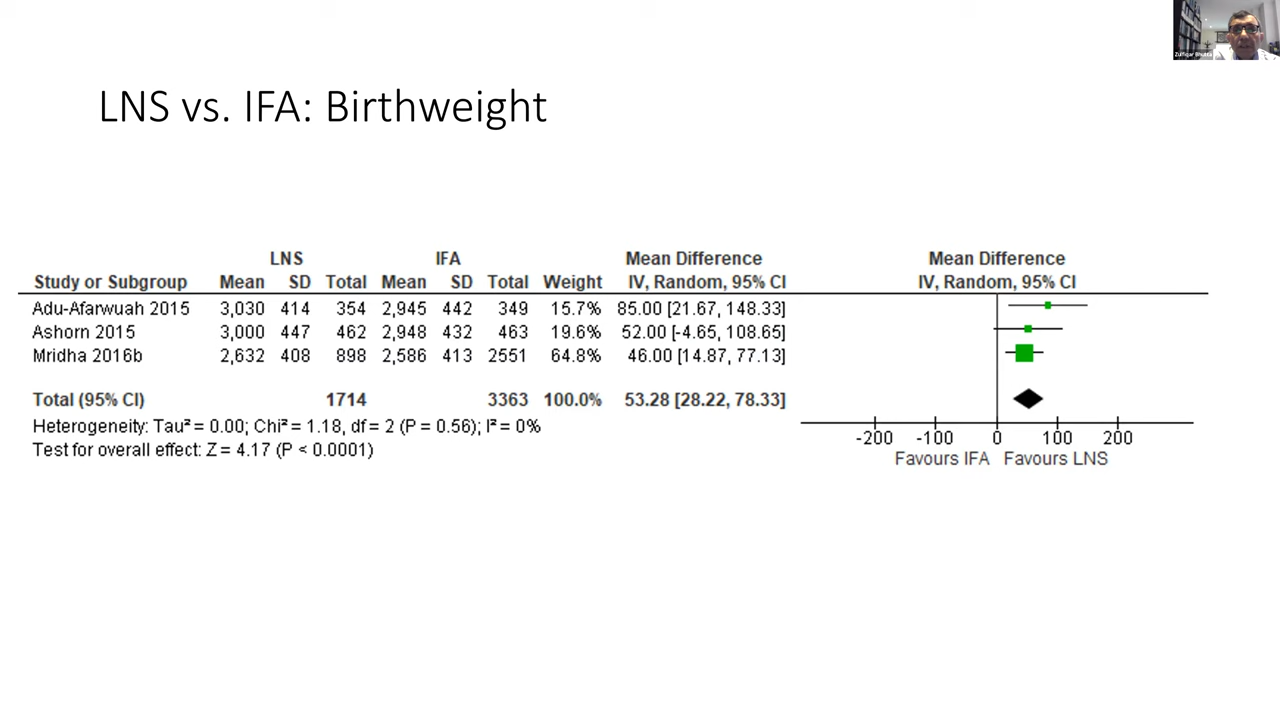 Zulfiqar Bhutta
LNS vs. IFA: Birthweight
LNS IFA Mean Difference Mean Difference
Study or Subgroup Mean SD Total Mean SD Total Weight IV, Random, 95% CI IV, Random, 95% CI
Adu-Afarwuah 2015 3,030 414 354 2,945 442 349 15.7% 85.00 [21.67, 148.33]
Ashorn 2015 3,000 447 462 2,948 432 463 19.6% 52.00 [-4.65, 108.65]
Mridha 2016b 2,632 408 898 2,586 413 2551 64.8% 46.00 [14.87, 77.13]
Total (95% CI) 1714 3363 100.0% 53.28 [28.22, 78.33]
Heterogeneity: Tau² = 0.00; Chi² = 1.18, df = 2 (P = 0.56); I² = 0%
Test for overall effect: Z = 4.17 (P < 0.0001)
-200 -100 0 100 200
Favours IFA Favours LNS